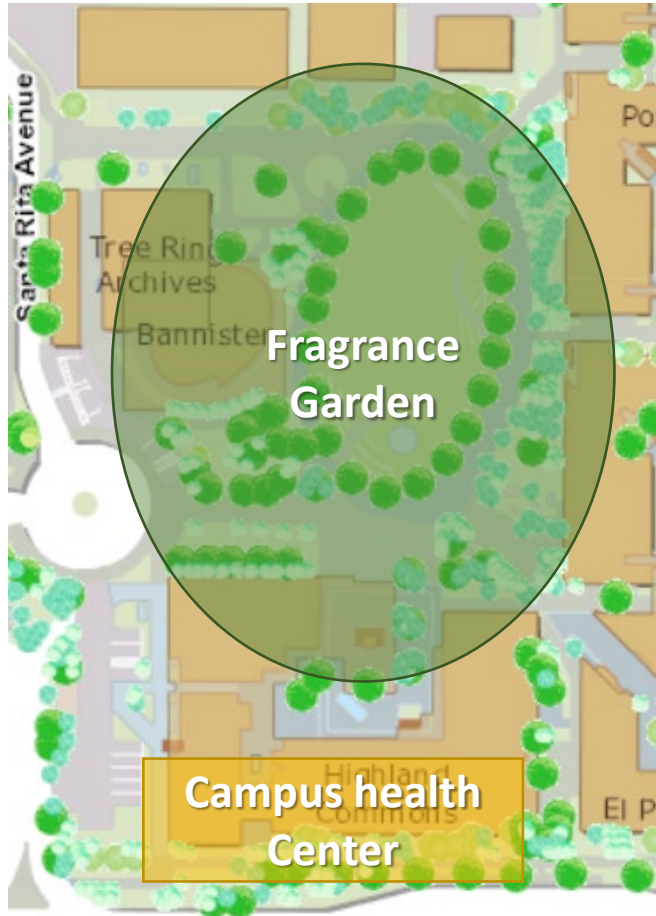 Po
Santa Rita Avenue
Tree Ring
Archives
Bannister
Fragrance
Garden
Highland
Commons
Campus health
Center
El P